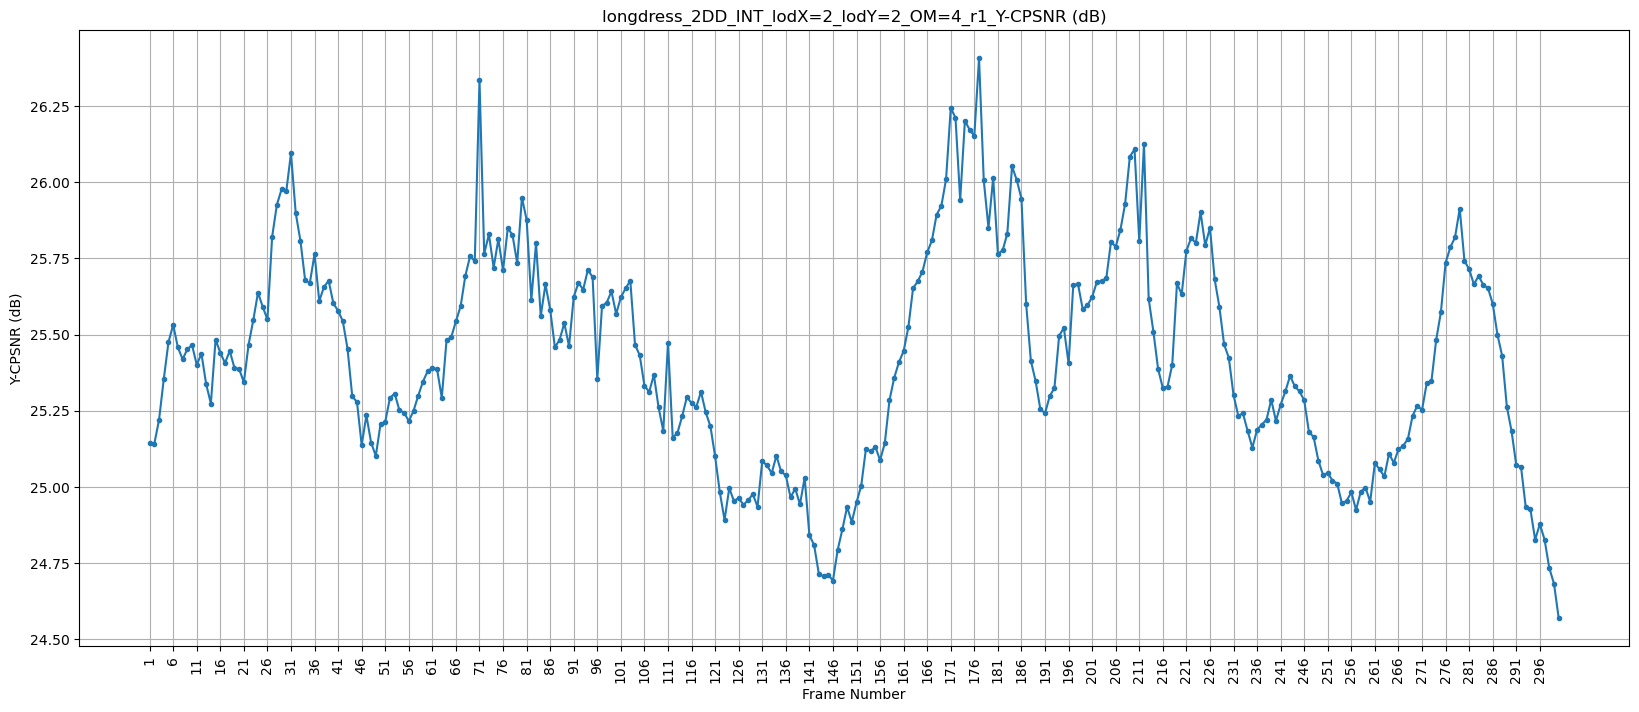 longdress_2DD_INT_lodX=2_lodY=2_OM=4_r1_Y-CPSNR (dB)
Y-CPSNR (dB)
26.25
26.00
25.75
25.50
25.25
25.00
24.75
24.50
1 6 11 16 21 26 31 36 41 46 51 56 61 66 71 76 81 86 91 96 101 106 111 116 121 126 131 136 141 146 151 156 161 166 171 176 181 186 191 196 201 206 211 216 221 226 231 236 241 246 251 256 261 266 271 276 281 286 291 296
Frame Number